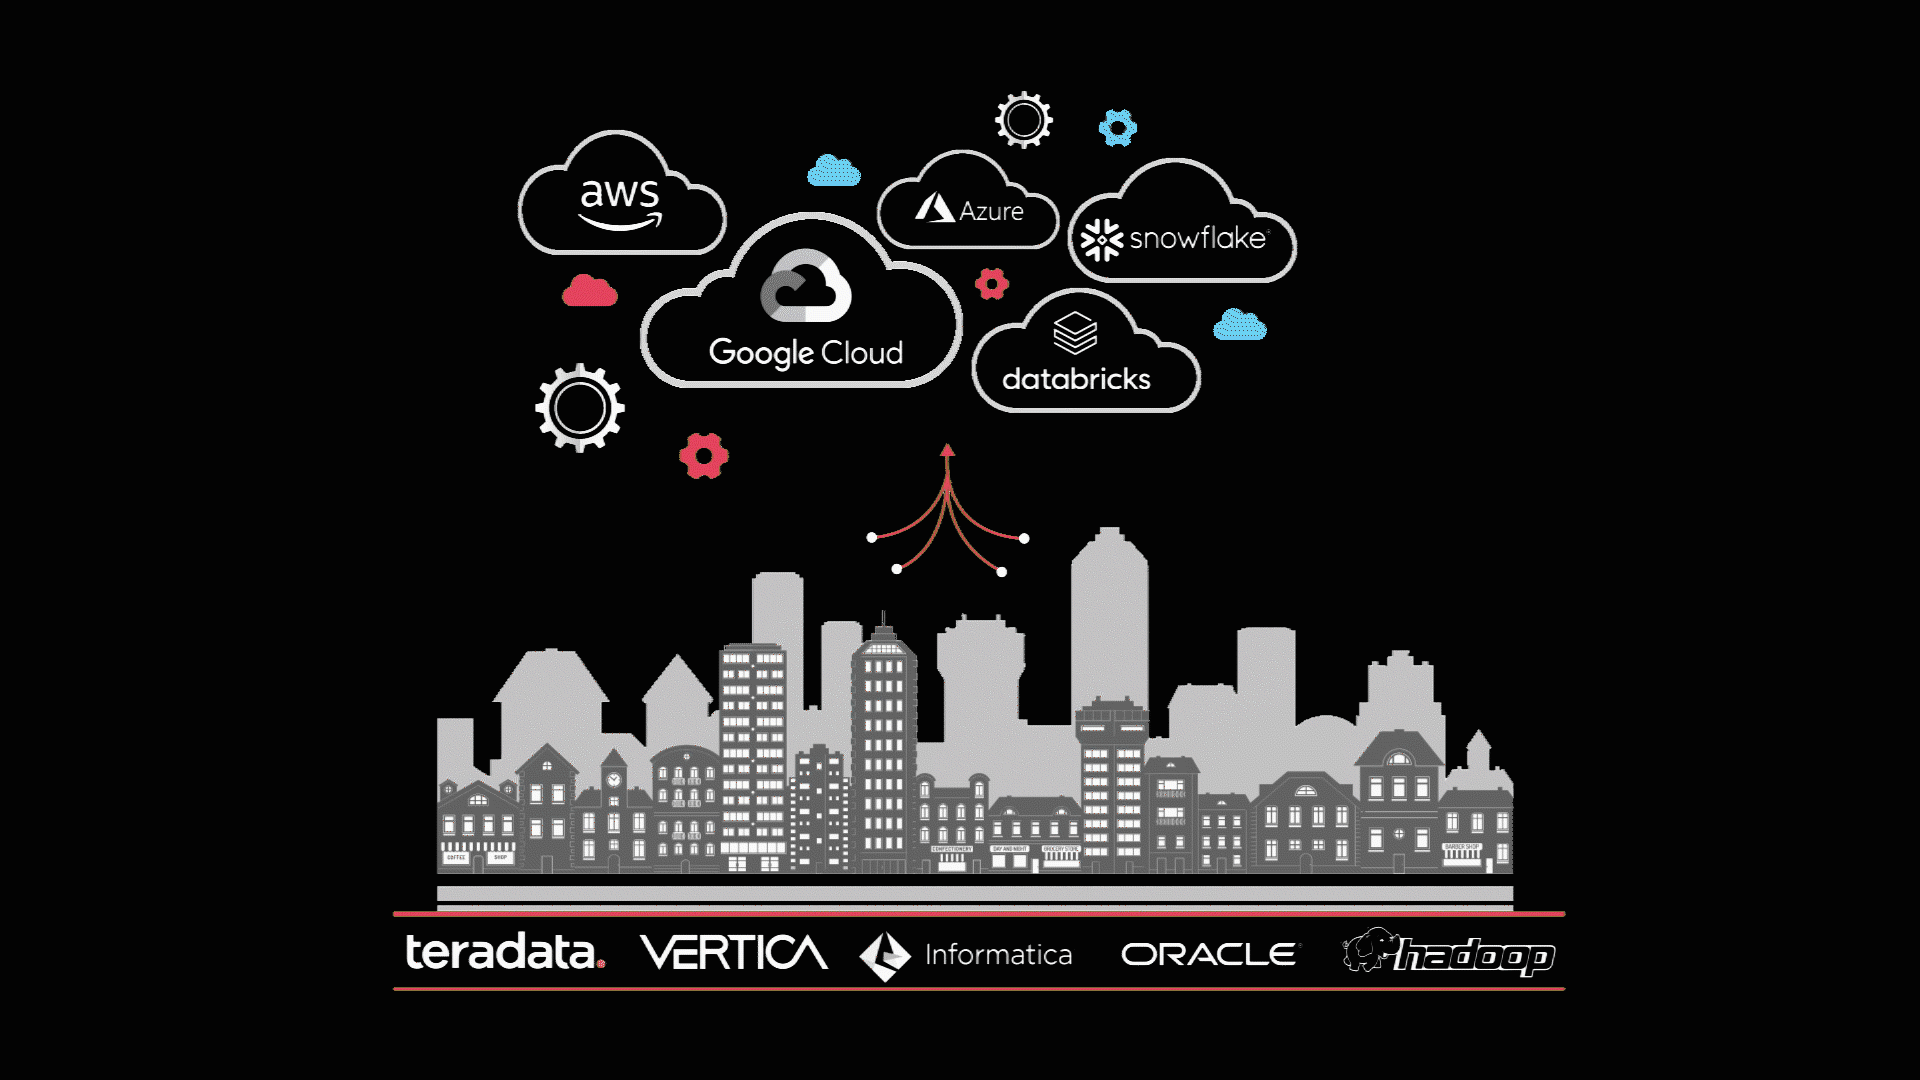 aws
Azure
snowflake
Google Cloud
databricks
COFFEE SHOP
CONFECTIONERY
DAY AND NIGHT
GROCERY STORE
BARBER SHOP
teradata.
VERTICA
Informatica
ORACLE
hadoop